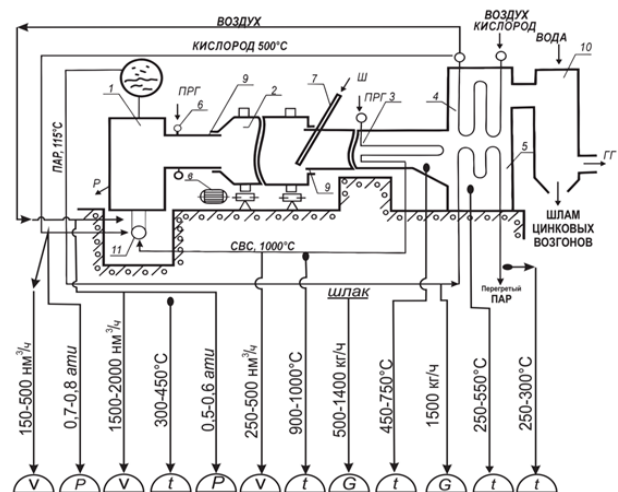 ВОЗДУХ
ВОЗДУХ
КИСЛОРОД
КИСЛОРОД 500°С
ВОДА
10
1
ПРГ
6
9
2
7
Ш
ПРГ 3
4
5
ГГ
ПАР, 115°С
Р
в
9
11
СВС, 1000°С
ШЛАМ
ЦИНКОВЫХ
ВОЗГОНОВ
шлак
Перегретый
ПАР
150-500 нм³/ч
0,7-0,8 ати
1500-2000 нм³/ч
300-450°С
0,5-0,6 ати
250-500 нм³/ч
900-1000°С
500-1400 кг/ч
450-750°С
1500 кг/ч
250-550°С
250-300°С
V
P
V
t
P
V
t
G
t
G
t
t